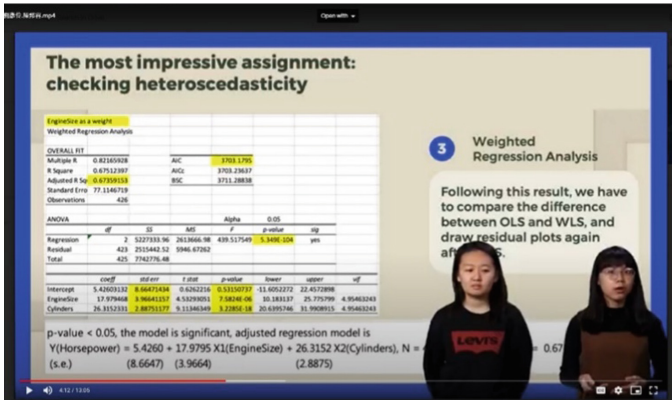 .mp4
Open with
The most impressive assignment:
checking heteroscedasticity
EngineSize as a weight
Weighted Regression Analysis
OVERALL FIT
Multiple R 0.82165928 AIC 3703.1795
R Square 0.67512397 AICc 3703.23637
Adjusted R Sq 0.67359153 BSC 3711.28838
Standard Erro 77.1146719
Observations 426
ANOVA Alpha 0.05
df SS MS F p-value sig
Regression 2 5227333.96 2613666.98 439.517549 5.349E-104 yes
Residual 423 2515442.52 5946.67262
Total 425 7742776.48
coeff std err t stat p-value lower upper vif
Intercept 5.42603132 8.66471434 0.6262216 0.53150737 -11.6052272 22.4572898
EngineSize 17.979468 3.96641157 4.53293051 7.5824E-06 10.183137 25.775799 4.95463243
Cylinders 26.3152331 2.88751177 9.11346349 3.2285E-18 20.6395746 31.9908915 4.95463243
p-value < 0.05, the model is significant, adjusted regression model is
Y(Horsepower) = 5.4260 + 17.9795 X1(EngineSize) + 26.3152 X2(Cylinders), N = = 0.67
(s.e.) (8.6647) (3.9664) (2.8875)
3
Weighted
Regression Analysis
Following this result, we have
to compare the difference
between OLS and WLS, and
draw residual plots again
S.
LEVI'S
4:12 / 13:05